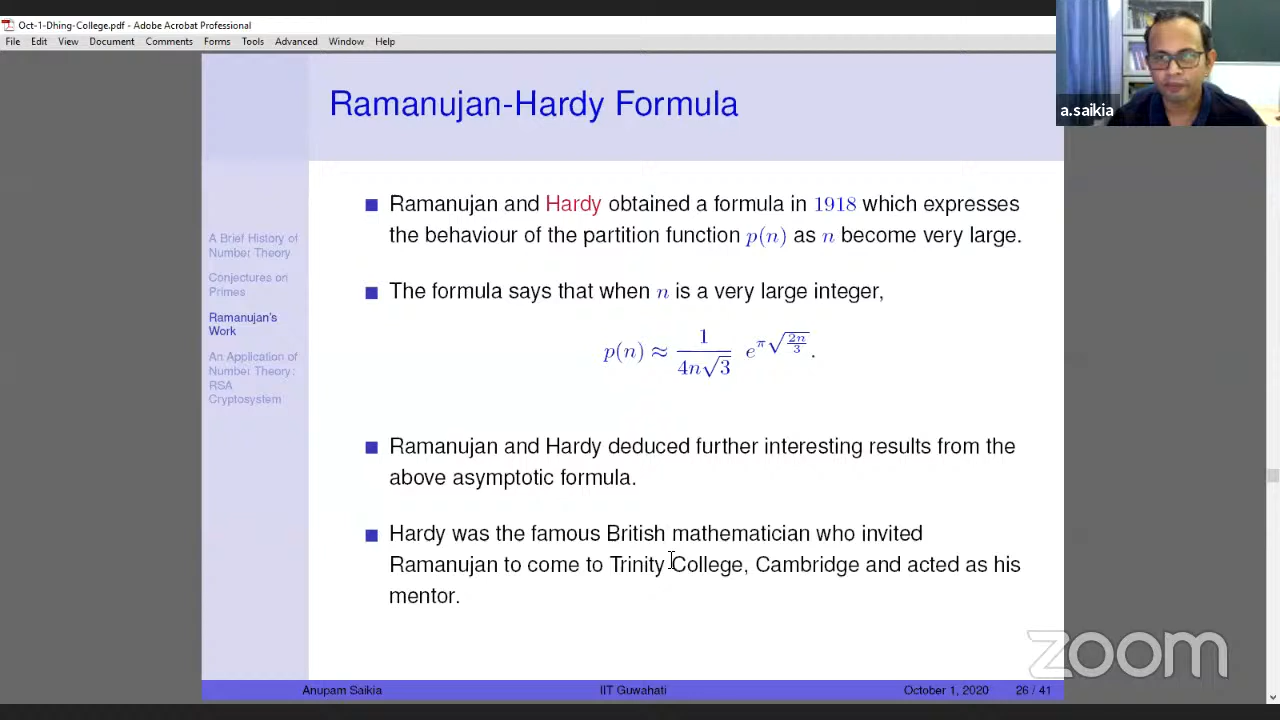 Oct-1-Dhing-College.pdf - Adobe Acrobat Professional
File Edit View Document Comments Forms Tools Advanced Window Help
a.saikia
Ramanujan-Hardy Formula
A Brief History of
Number Theory
Conjectures on
Primes
Ramanujan's
Work
An Application of
Number Theory:
RSA
Cryptosystem
Ramanujan and Hardy obtained a formula in 1918 which expresses
the behaviour of the partition function p(n) as n become very large.
The formula says that when n is a very large integer,
p(n) ≈ 1/(4n√3) e^{π√(2n/3)}.
Ramanujan and Hardy deduced further interesting results from the
above asymptotic formula.
Hardy was the famous British mathematician who invited
Ramanujan to come to Trinity College, Cambridge and acted as his
mentor.
zoom
Anupam Saikia IIT Guwahati October 1, 2020 26 / 41